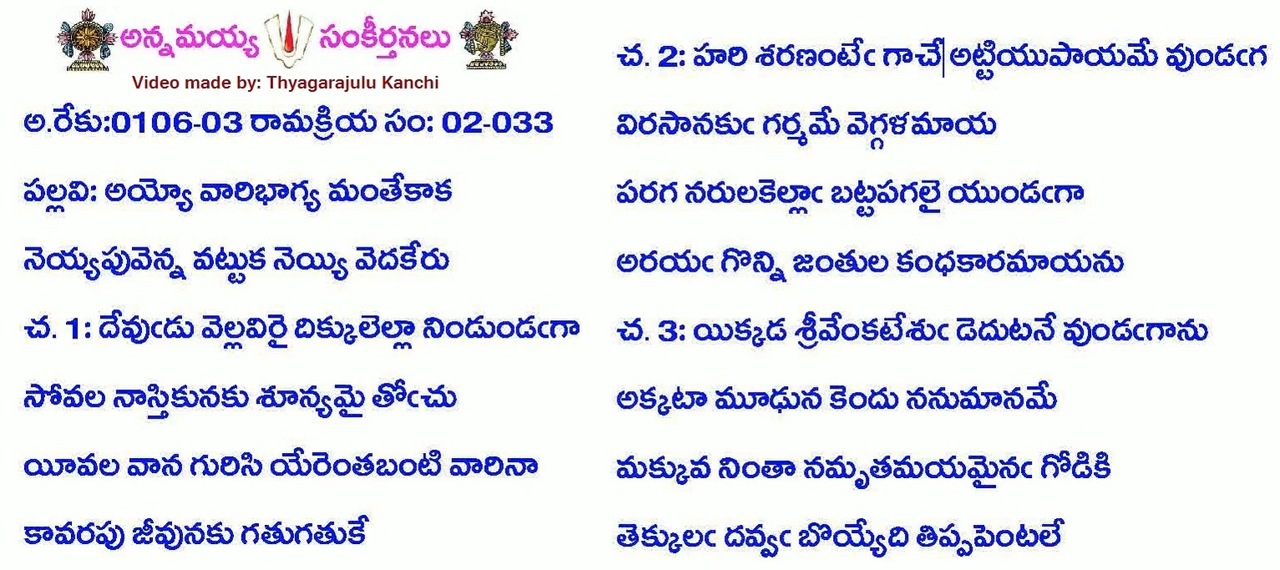 అన్నమయ్య సంకీర్తనలు
Video made by: Thyagarajulu Kanchi
అ.రేకు:0106-03 రామక్రియ సం: 02-033
పల్లవి: అయ్యో వారిభాగ్య మంతేకాక
నెయ్యపువెన్న వట్టుక నెయ్యి వెదకేరు
చ. 1: దేవుఁడు వెల్లవిరై దిక్కులెల్లా నిండుండఁగా
సోవల నాస్తికునకు శూన్యమై తోఁచు
యీవల వాన గురిసి యేరెంతబంటి వారినా
కావరపు జీవునకు గతుగతుకే
చ. 2: హరి శరణంటేఁ గాచే అట్టియుపాయమే వుండఁగ
విరసానకుఁ గర్మమే వెగ్గళమాయ
పరగ నరులకెల్లాఁ బట్టపగలై యుండఁగా
అరయఁ గొన్ని జంతుల కంధకారమాయను
చ. 3: యిక్కడ శ్రీవేంకటేశుఁ డెదుటనే వుండఁగాను
అక్కటా మూఢున కెందు ననుమానమే
మక్కువ నింతా నమృతమయమైనఁ గోడికి
తెక్కులఁ దవ్వఁ బొయ్యేది తిప్పపెంటలే